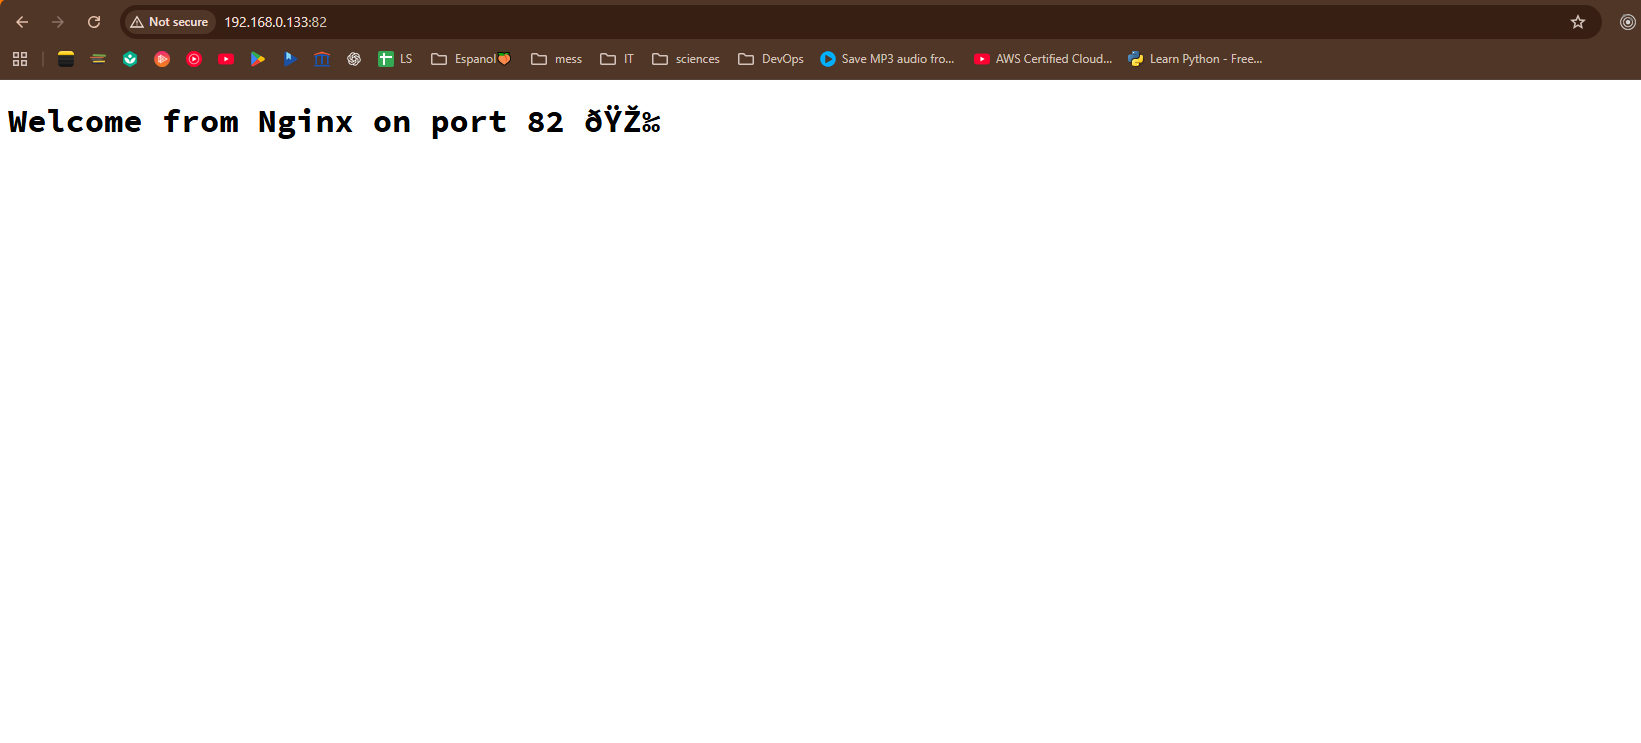 Not secure 192.168.0.133:82
LS Espanol🍑 mess IT sciences DevOps Save MP3 audio fro... AWS Certified Cloud... Learn Python - Free...
Welcome from Nginx on port 82 ðŸŽ‰